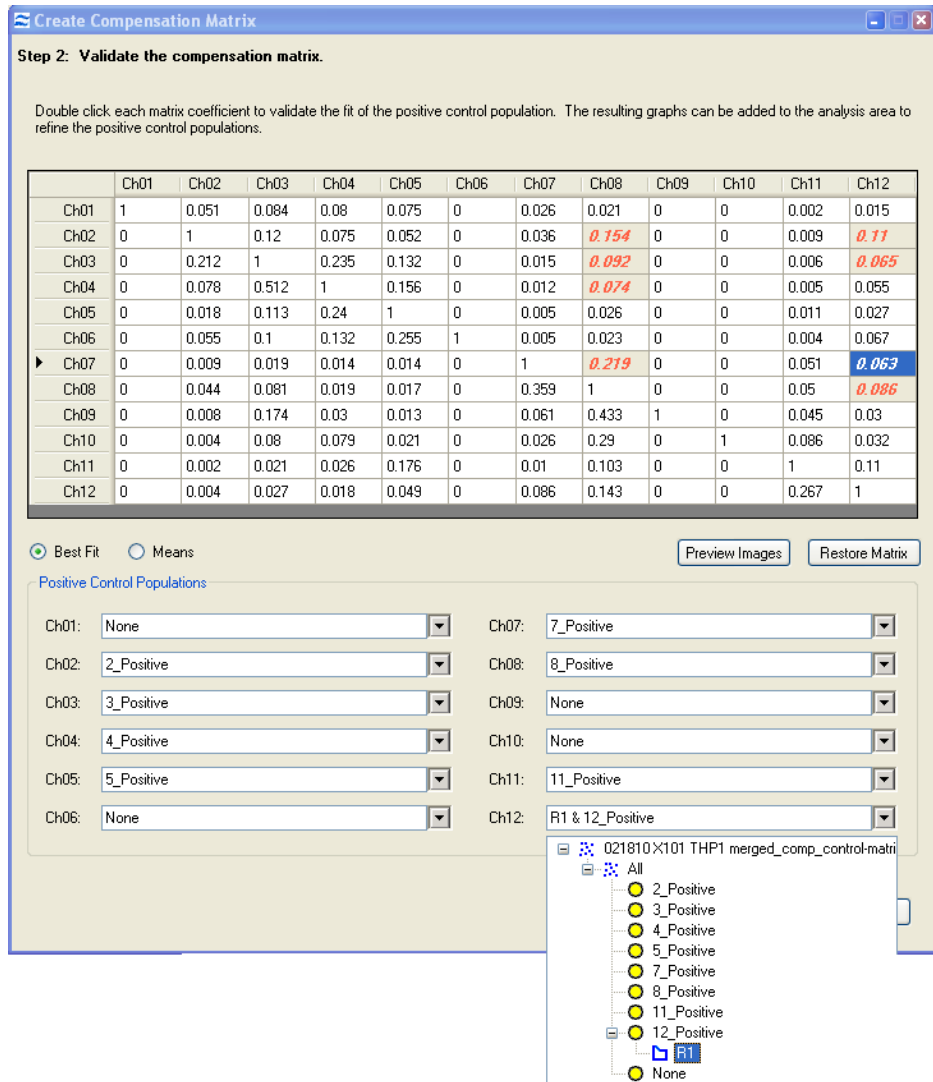 Create Compensation Matrix
Step 2: Validate the compensation matrix.
Double click each matrix coefficient to validate the fit of the positive control population. The resulting graphs can be added to the analysis area to
refine the positive control populations.
Ch01 Ch02 Ch03 Ch04 Ch05 Ch06 Ch07 Ch08 Ch09 Ch10 Ch11 Ch12
Ch01 1 0.051 0.084 0.08 0.075 0 0.026 0.021 0 0 0.002 0.015
Ch02 0 1 0.12 0.075 0.052 0 0.036 0.154 0 0 0.009 0.11
Ch03 0 0.212 1 0.235 0.132 0 0.015 0.092 0 0 0.006 0.065
Ch04 0 0.078 0.512 1 0.156 0 0.012 0.074 0 0 0.005 0.055
Ch05 0 0.018 0.113 0.24 1 0 0.005 0.026 0 0 0.011 0.027
Ch06 0 0.055 0.1 0.132 0.255 1 0.005 0.023 0 0 0.004 0.067
Ch07 0 0.009 0.019 0.014 0.014 0 1 0.219 0 0 0.051 0.063
Ch08 0 0.044 0.081 0.019 0.017 0 0.359 1 0 0 0.05 0.086
Ch09 0 0.008 0.174 0.03 0.013 0 0.061 0.433 1 0 0.045 0.03
Ch10 0 0.004 0.08 0.079 0.021 0 0.026 0.29 0 1 0.086 0.032
Ch11 0 0.002 0.021 0.026 0.176 0 0.01 0.103 0 0 1 0.11
Ch12 0 0.004 0.027 0.018 0.049 0 0.086 0.143 0 0 0.267 1
Best Fit Means Preview Images Restore Matrix
Positive Control Populations
Ch01: None Ch07: 7_Positive
Ch02: 2_Positive Ch08: 8_Positive
Ch03: 3_Positive Ch09: None
Ch04: 4_Positive Ch10: None
Ch05: 5_Positive Ch11: 11_Positive
Ch06: None Ch12: R1 & 12_Positive
021810X101 THP1 merged_comp_control-matri
All
2_Positive
3_Positive
4_Positive
5_Positive
7_Positive
8_Positive
11_Positive
12_Positive
R1
None